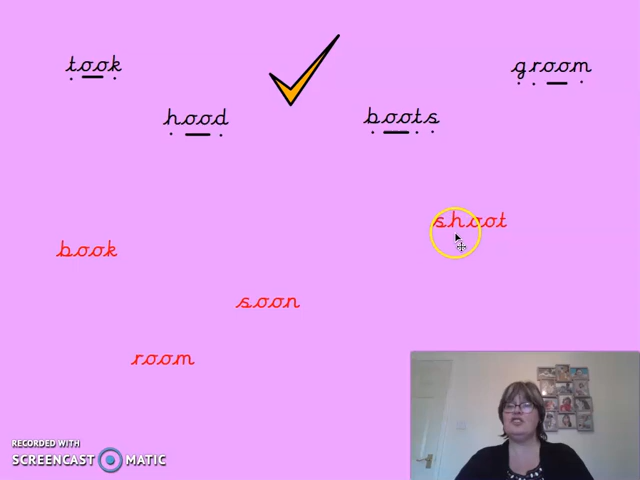 took
groom
hood
boots
shoot
book
soon
room
RECORDED WITH
SCREENCAST MATIC